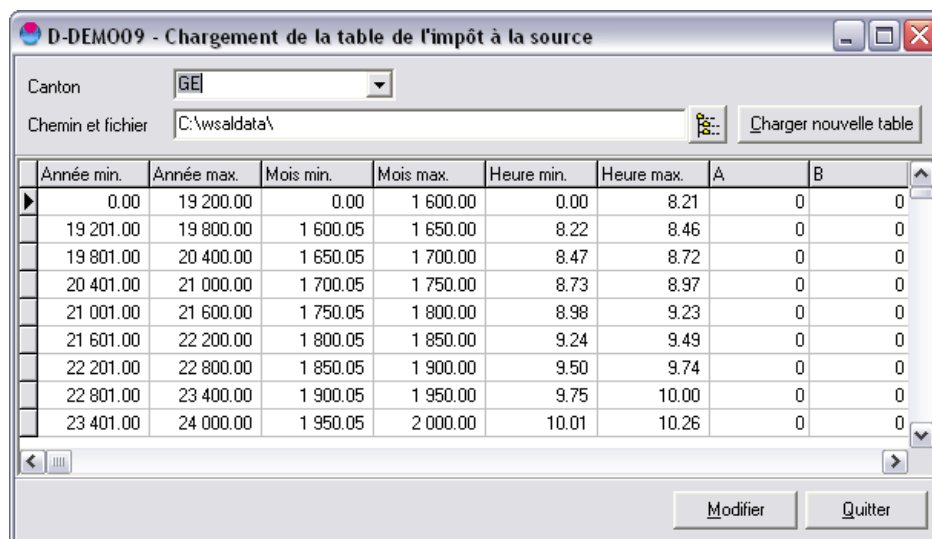 D-DEMO09 - Chargement de la table de l'impôt à la source
Canton GE
Chemin et fichier C:\wsaldata\ Charger nouvelle table
Année min. Année max. Mois min. Mois max. Heure min. Heure max. A B
0.00 19 200.00 0.00 1 600.00 0.00 8.21 0 0
19 201.00 19 800.00 1 600.05 1 650.00 8.22 8.46 0 0
19 801.00 20 400.00 1 650.05 1 700.00 8.47 8.72 0 0
20 401.00 21 000.00 1 700.05 1 750.00 8.73 8.97 0 0
21 001.00 21 600.00 1 750.05 1 800.00 8.98 9.23 0 0
21 601.00 22 200.00 1 800.05 1 850.00 9.24 9.49 0 0
22 201.00 22 800.00 1 850.05 1 900.00 9.50 9.74 0 0
22 801.00 23 400.00 1 900.05 1 950.00 9.75 10.00 0 0
23 401.00 24 000.00 1 950.05 2 000.00 10.01 10.26 0 0
Modifier Quitter